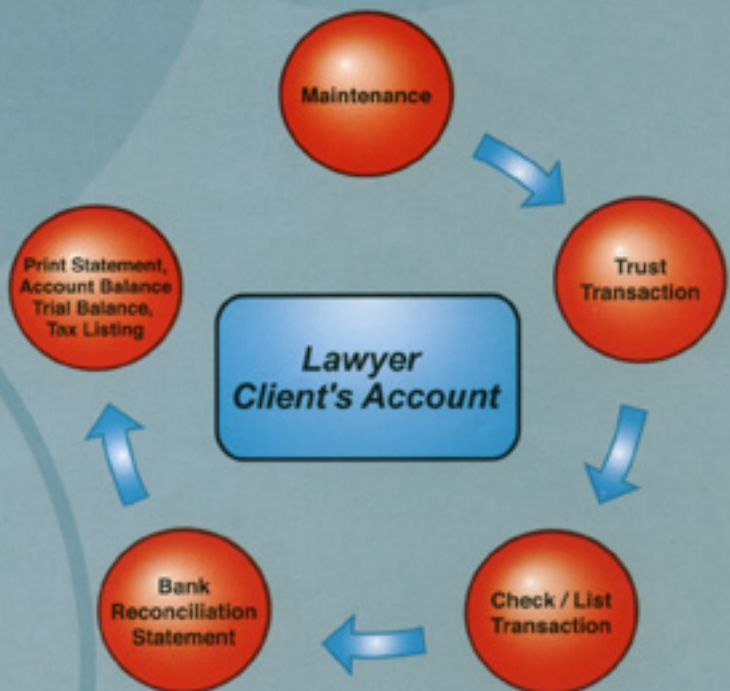 Maintenance
Trust
Transaction
Check / List
Transaction
Bank
Reconciliation
Statement
Print Statement,
Account Balance
Trial Balance,
Tax Listing
Lawyer
Client's Account